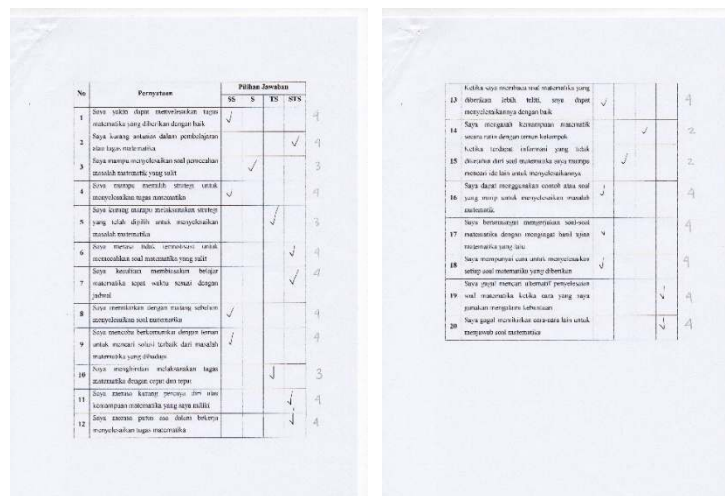 No Pernyataan Pilihan Jawaban
SS S TS STS
1 Saya yakin dapat menyelesaikan tugas
matematika yang diberikan dengan baik
✓ 4
2 Saya kurang antusias dalam pembelajaran
atau tugas matematika
✓ 4
3 Saya mampu menyelesaikan soal pemecahan
masalah matematik yang sulit
✓ 3
4 Saya mampu memilih strategi untuk
menyelesaikan tugas matematika
✓ 4
5 Saya kurang mampu melaksanakan strategi
yang telah dipilih untuk menyelesaikan
masalah matematika
✓ 3
6 Saya merasa tidak termotivasi untuk
memecahkan soal matematika yang sulit
✓ 4
7 Saya kesulitan membiasakan belajar
matematika tepat waktu sesuai dengan
jadwal
✓ 4
8 Saya memikirkan dengan matang sebelum
menyelesaikan soal matematika
✓ 4
9 Saya mencoba berkomunikasi dengan teman
untuk mencari solusi terbaik dari masalah
matematika yang dihadapi
✓ 4
10 Saya menghindari melaksanakan tugas
matematika dengan cepat dan tepat
✓ 3
11 Saya merasa kurang percaya diri atas
kemampuan matematika yang saya miliki
✓ 4
12 Saya merasa putus asa dalam bekerja
menyelesaikan tugas matematika
✓ 4
13 Ketika saya membaca soal matematika yang
diberikan lebih teliti, saya dapat
menyelesaikannya dengan baik
✓ 4
14 Saya mengasah kemampuan matematik
secara rutin dengan teman kelompok
✓ 2
15 Ketika terdapat informasi yang tidak
diketahui dari soal matematika saya mampu
mencari ide lain untuk menyelesaikannya
✓ 2
16 Saya dapat menggunakan contoh atau soal
yang mirip untuk menyelesaikan masalah
matematik
✓ 4
17 Saya bersemangat mengerjakan soal-soal
matematika dengan mengingat hasil ujian
matematika yang lalu
✓ 4
18 Saya mempunyai cara untuk menyelesaikan
setiap soal matematika yang diberikan
✓ 4
19 Saya gagal mencari alternatif penyelesaian
soal matematika ketika cara yang saya
gunakan mengalami kebuntuan
✓ 4
20 Saya gagal memikirkan cara-cara lain untuk
menjawab soal matematika
✓ 4